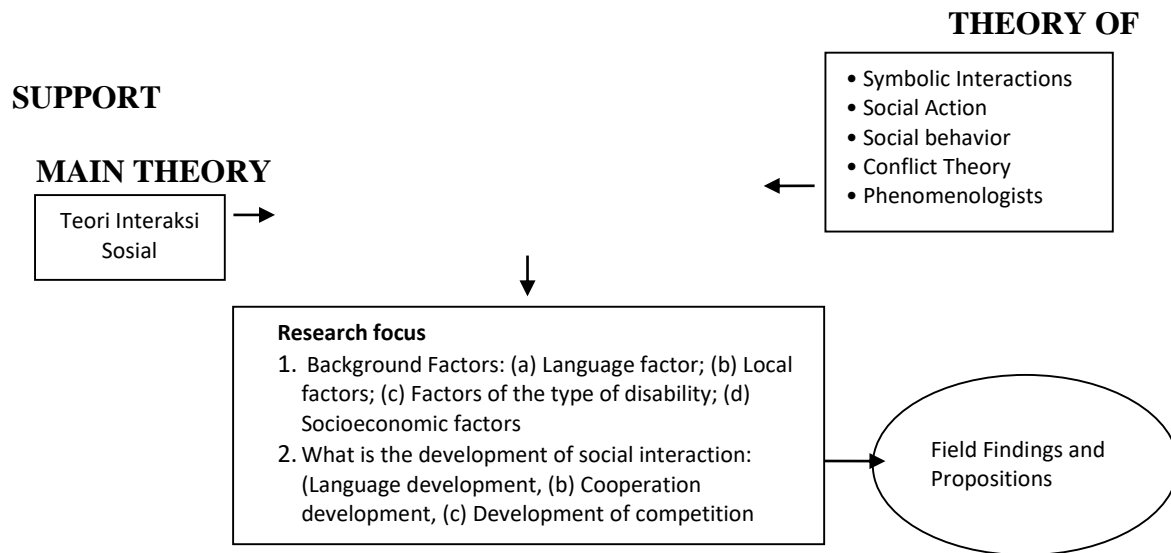 THEORY OF
SUPPORT
• Symbolic Interactions
• Social Action
• Social behavior
• Conflict Theory
• Phenomenologists
MAIN THEORY
Teori Interaksi
Sosial
Research focus
1. Background Factors: (a) Language factor; (b) Local
factors; (c) Factors of the type of disability; (d)
Socioeconomic factors
2. What is the development of social interaction:
(Language development, (b) Cooperation
development, (c) Development of competition
Field Findings and
Propositions